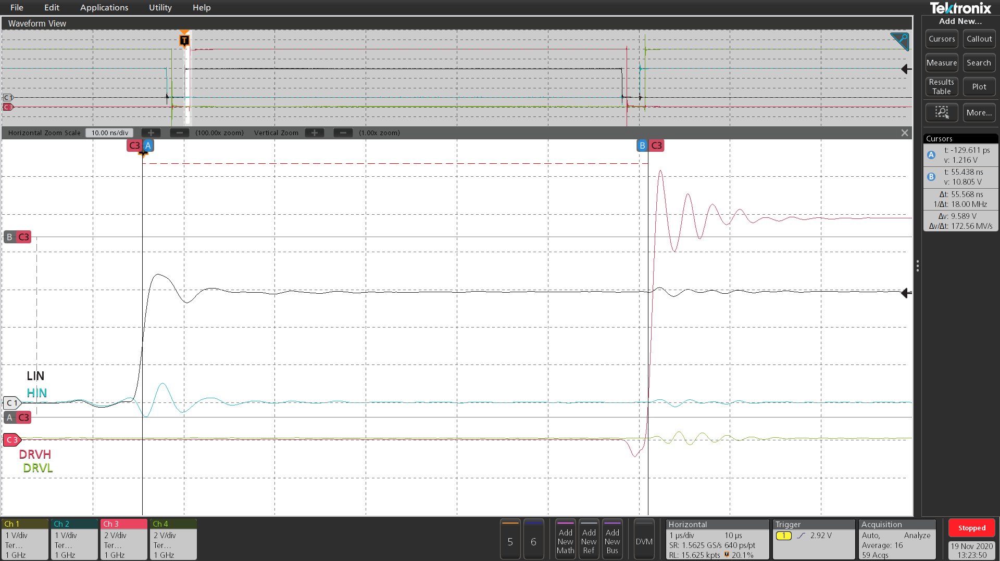 File Edit Applications Utility Help
Tektronix
Waveform View
Add New...
T
Cursors Callout
Measure Search
Results Table Plot
More...
C 1
C 3
Horizontal Zoom Scale 10.00 ns/div + − (100.00x zoom) Vertical Zoom + − (1.00x zoom)
C3 A
B C3
Cursors
A t: -129.611 ps
v: 1.216 V
B t: 55.438 ns
v: 10.805 V
Δt: 55.568 ns
1/Δt: 18.00 MHz
Δv: 9.589 V
Δv/Δt: 172.56 MV/s
B C3
LIN
HIN
C 1
A C3
C 3
DRVH
DRVL
Ch 1
1 V/div
Ter...
1 GHz
Ch 2
1 V/div
Ter...
1 GHz
Ch 3
2 V/div
Ter...
1 GHz
Ch 4
2 V/div
Ter...
1 GHz
5
6
Add
New
Math
Add
New
Ref
Add
New
Bus
DVM
Horizontal
1 µs/div 10 µs
SR: 1.5625 GS/s 640 ps/pt
RL: 15.625 kpts T 20.1%
Trigger
1 2.92 V
Acquisition
Auto, Analyze
Average: 16
59 Acqs
Stopped
19 Nov 2020
13:23:50